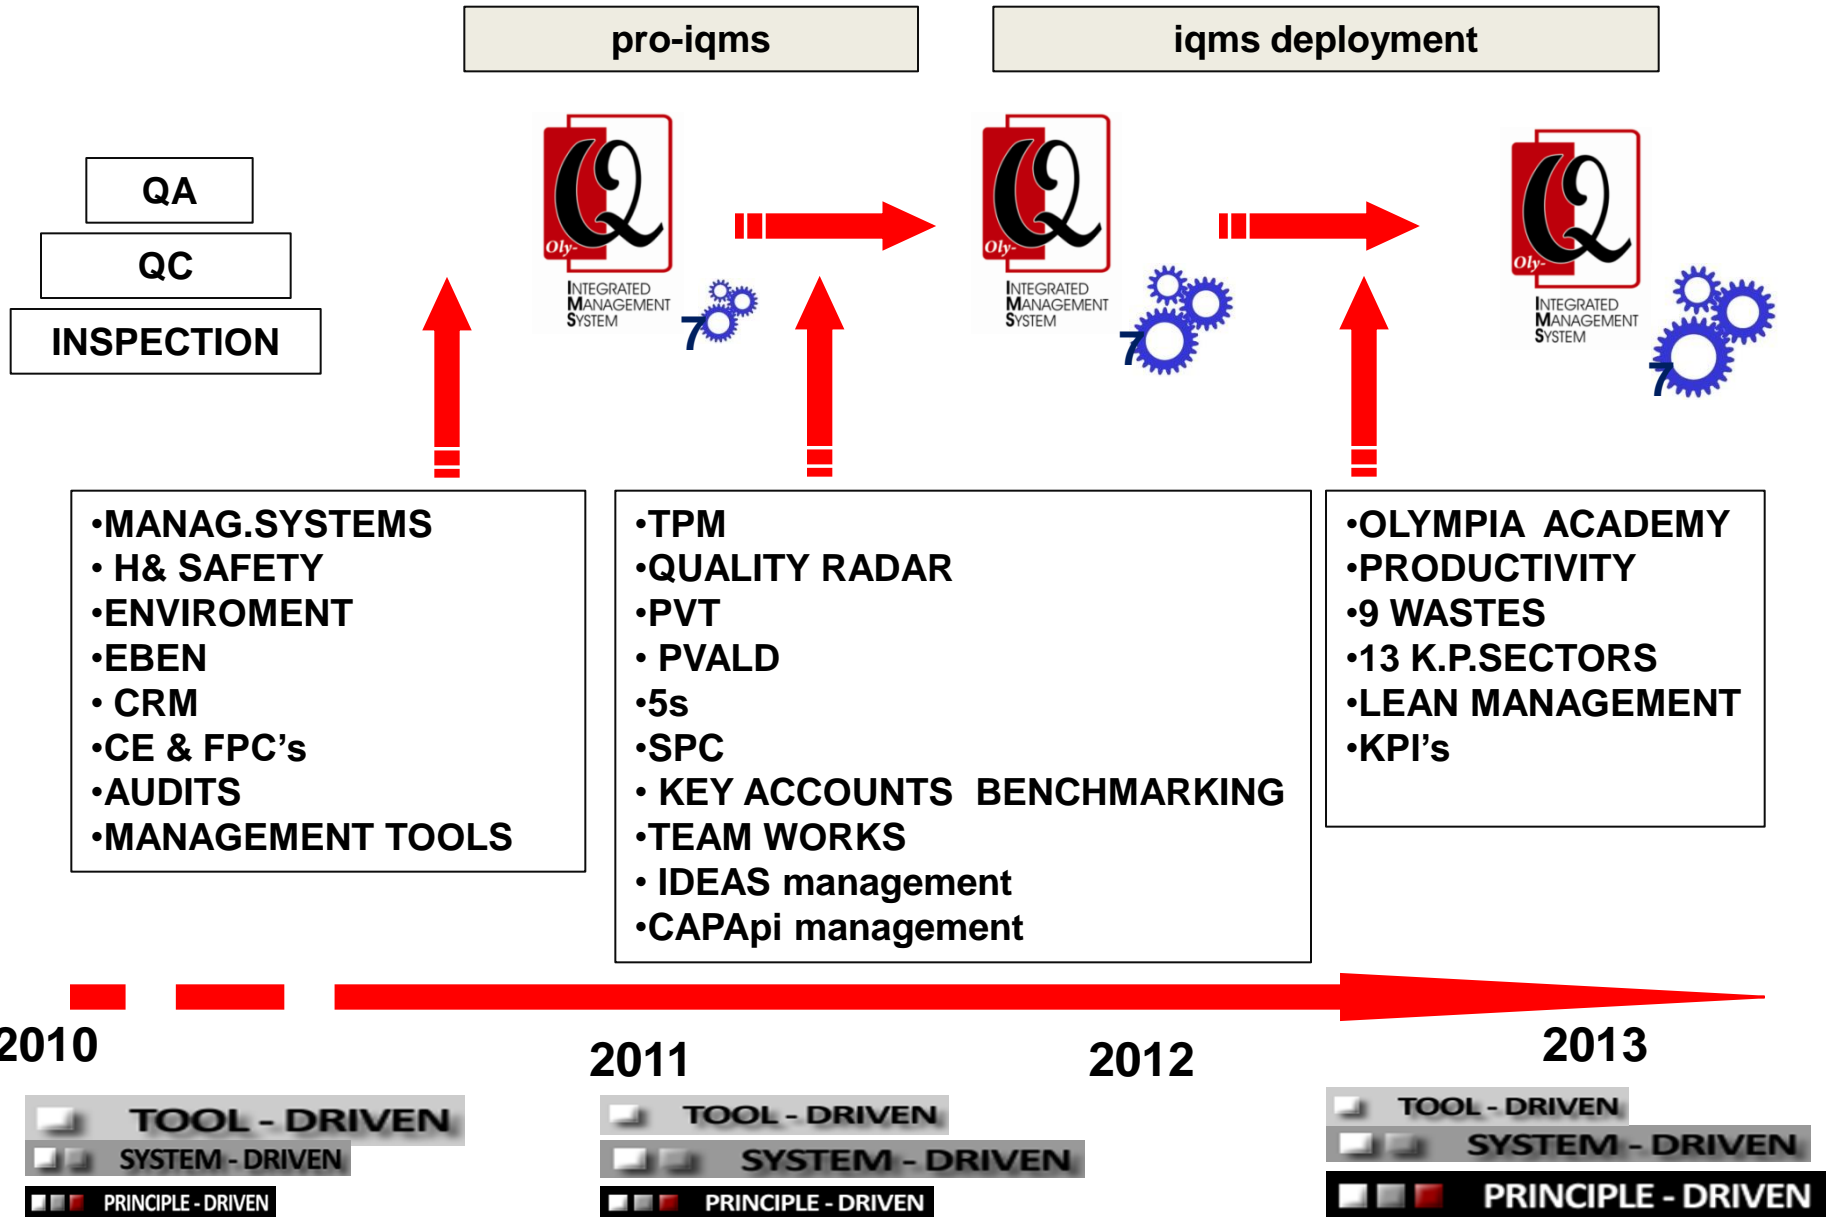 pro-iqms
iqms deployment
QA
QC
INSPECTION
Oly-
INTEGRATED
MANAGEMENT
SYSTEM
7
Oly-
INTEGRATED
MANAGEMENT
SYSTEM
7
Oly-
INTEGRATED
MANAGEMENT
SYSTEM
7
•MANAG.SYSTEMS
• H& SAFETY
•ENVIROMENT
•EBEN
• CRM
•CE & FPC’s
•AUDITS
•MANAGEMENT TOOLS
•TPM
•QUALITY RADAR
•PVT
• PVALD
•5s
•SPC
• KEY ACCOUNTS  BENCHMARKING
•TEAM WORKS
• IDEAS management
•CAPApi management
•OLYMPIA  ACADEMY
•PRODUCTIVITY
•9 WASTES
•13 K.P.SECTORS
•LEAN MANAGEMENT
•KPI’s
2010
2011
2012
2013
TOOL - DRIVEN
SYSTEM - DRIVEN
PRINCIPLE - DRIVEN
TOOL - DRIVEN
SYSTEM - DRIVEN
PRINCIPLE - DRIVEN
TOOL - DRIVEN
SYSTEM - DRIVEN
PRINCIPLE - DRIVEN